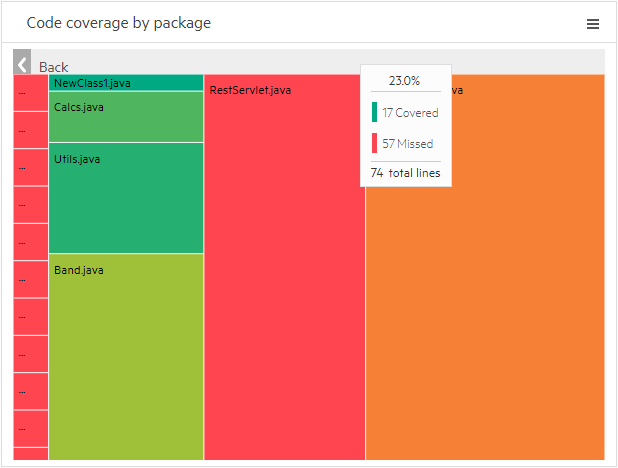 Code coverage by package
Back
...
...
...
...
...
...
...
...
...
...
NewClass1.java
Calcs.java
Utils.java
Band.java
RestServlet.java
23.0%
17 Covered
57 Missed
74 total lines
va